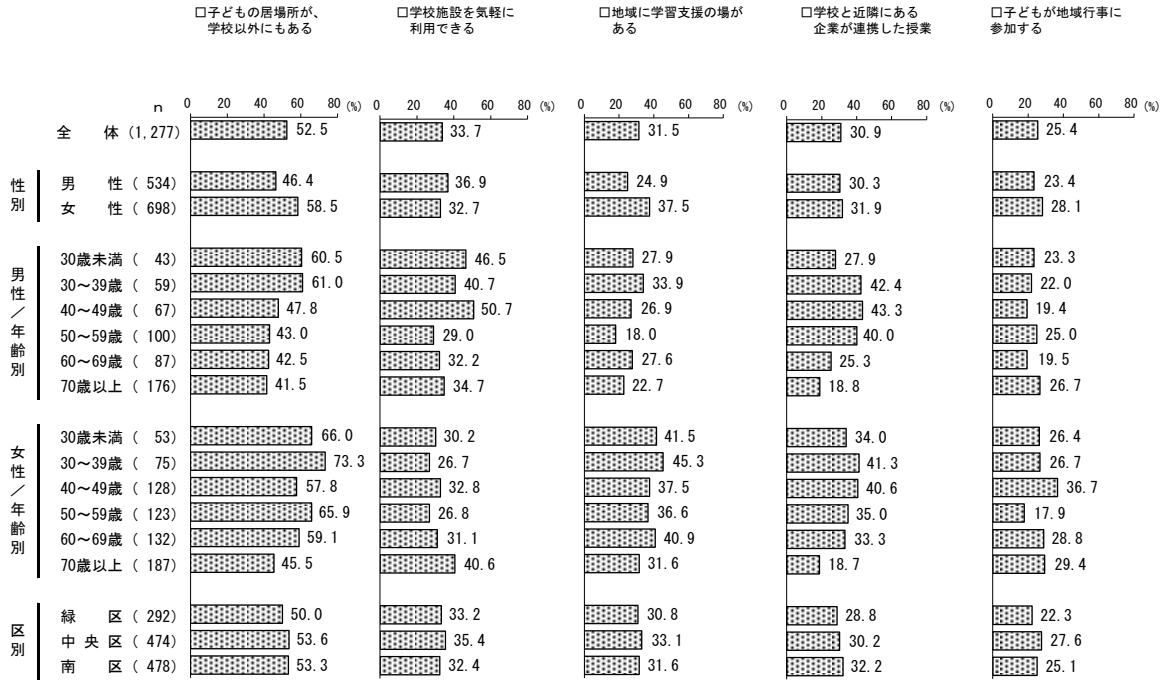 □子どもの居場所が、
学校以外にもある
□学校施設を気軽に
利用できる
□地域に学習支援の場が
ある
□学校と近隣にある
企業が連携した授業
□子どもが地域行事に
参加する
n
0 20 40 60 80 (%)
0 20 40 60 80 (%)
0 20 40 60 80 (%)
0 20 40 60 80 (%)
0 20 40 60 80 (%)
全 体 (1,277) 52.5 33.7 31.5 30.9 25.4
性別
男 性 ( 534) 46.4 36.9 24.9 30.3 23.4
女 性 ( 698) 58.5 32.7 37.5 31.9 28.1
男性/年齢別
30歳未満 ( 43) 60.5 46.5 27.9 27.9 23.3
30～39歳 ( 59) 61.0 40.7 33.9 42.4 22.0
40～49歳 ( 67) 47.8 50.7 26.9 43.3 19.4
50～59歳 ( 100) 43.0 29.0 18.0 40.0 25.0
60～69歳 ( 87) 42.5 32.2 27.6 25.3 19.5
70歳以上 ( 176) 41.5 34.7 22.7 18.8 26.7
女性/年齢別
30歳未満 ( 53) 66.0 30.2 41.5 34.0 26.4
30～39歳 ( 75) 73.3 26.7 45.3 41.3 26.7
40～49歳 ( 128) 57.8 32.8 37.5 40.6 36.7
50～59歳 ( 123) 65.9 26.8 36.6 35.0 17.9
60～69歳 ( 132) 59.1 31.1 40.9 33.3 28.8
70歳以上 ( 187) 45.5 40.6 31.6 18.7 29.4
区別
緑 区 ( 292) 50.0 33.2 30.8 28.8 22.3
中 央 区 ( 474) 53.6 35.4 33.1 30.2 27.6
南 区 ( 478) 53.3 32.4 31.6 32.2 25.1